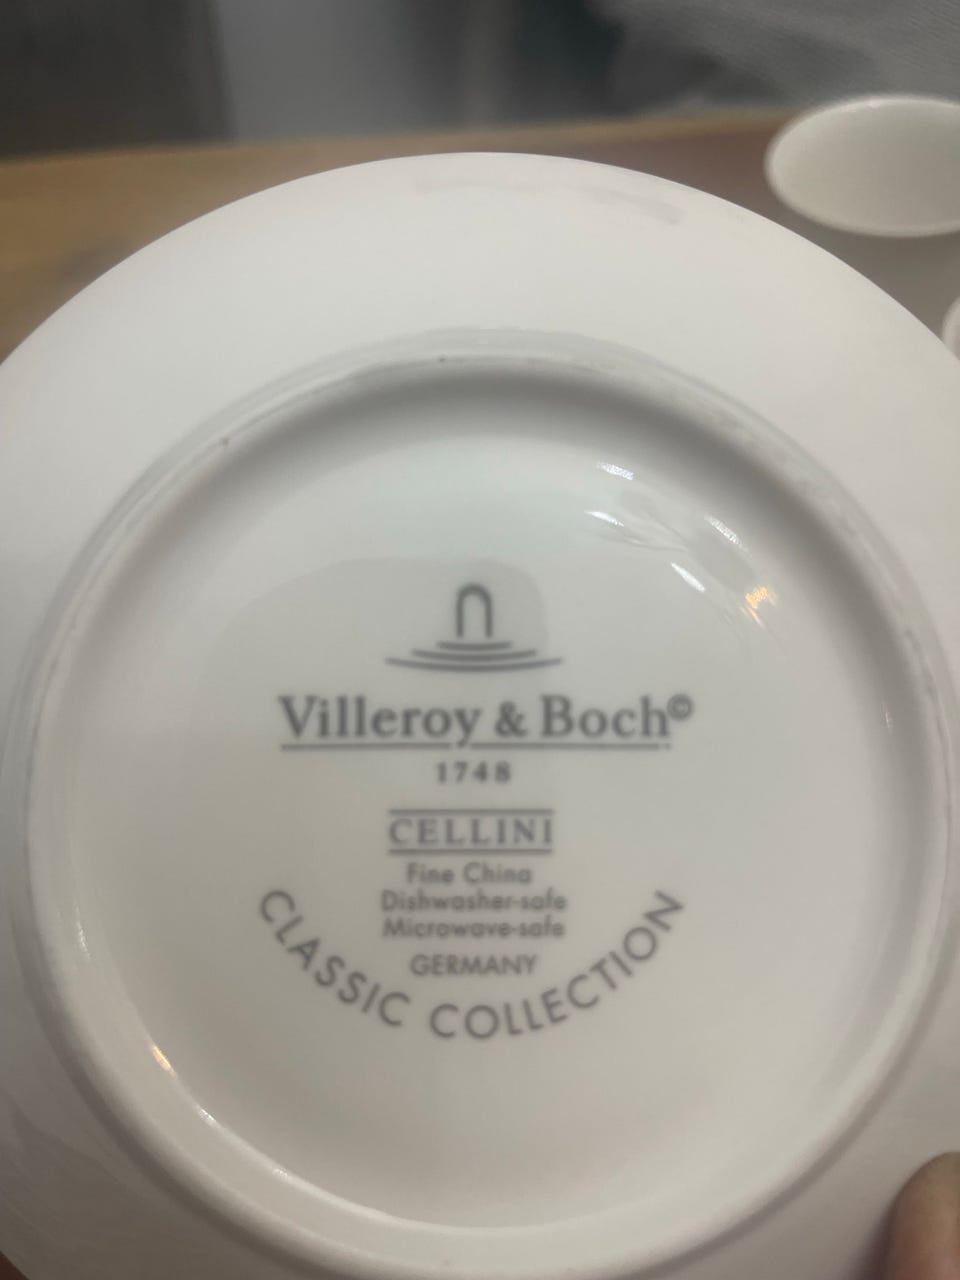 Villeroy & Boch©
1748
CELLINI
Fine China
Dishwasher-safe
Microwave-safe
GERMANY
CLASSIC COLLECTION